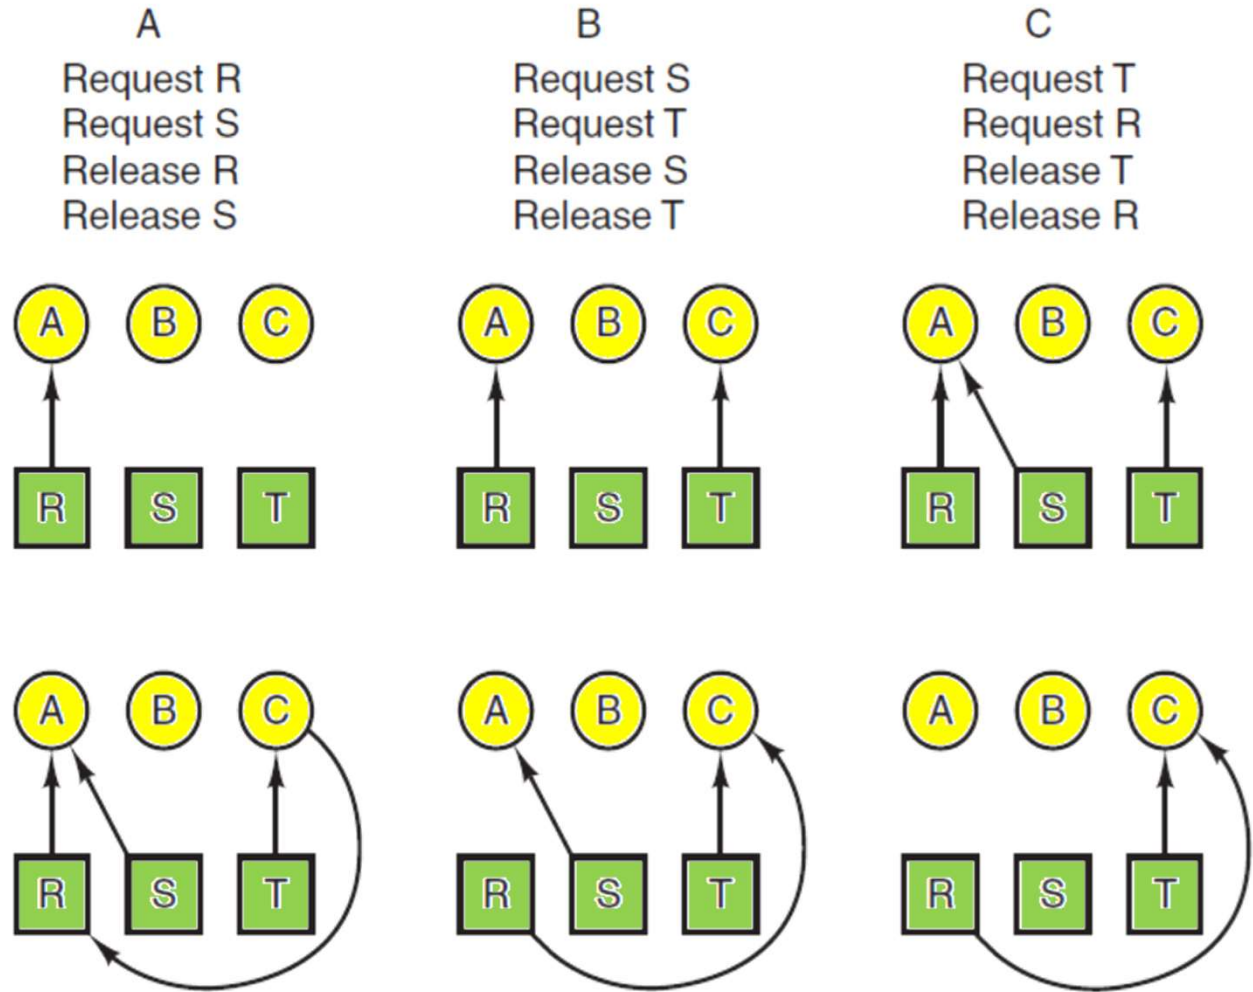 A
Request R
Request S
Release R
Release S
B
Request S
Request T
Release S
Release T
C
Request T
Request R
Release T
Release R
A B C
R S T
A B C
R S T
A B C
R S T
A B C
R S T
A B C
R S T
A B C
R S T